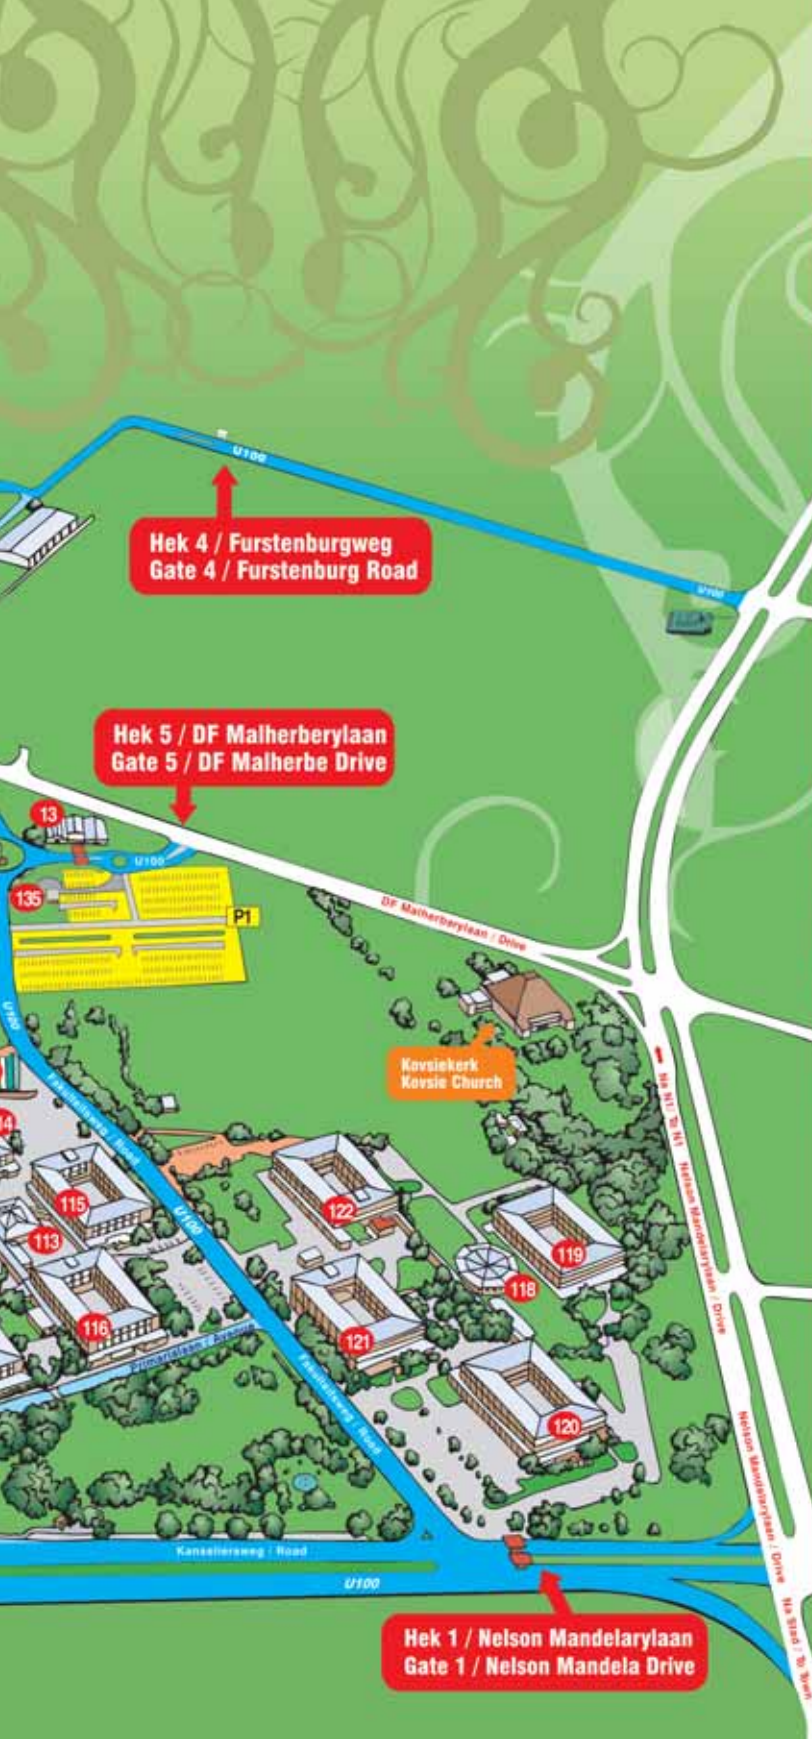 U100
Hek 4 / Furstenburgweg
Gate 4 / Furstenburg Road
U100
Hek 5 / DF Malherberylaan
Gate 5 / DF Malherbe Drive
13
U100
135
P1
DF Malherberylaan / Drive
U100
Kovsiekerk
Kovsie Church
Na N1 / To N1
Nelson Mandelarylaan / Drive
Fakulteitsweg / Road
14
115
122
U100
113
119
118
116
121
Primariuslaan / Avenue
Fakulteitsweg / Road
120
Nelson Mandelarylaan / Drive
Kanseliersweg / Road
U100
Na Stad / To Town
Hek 1 / Nelson Mandelarylaan
Gate 1 / Nelson Mandela Drive